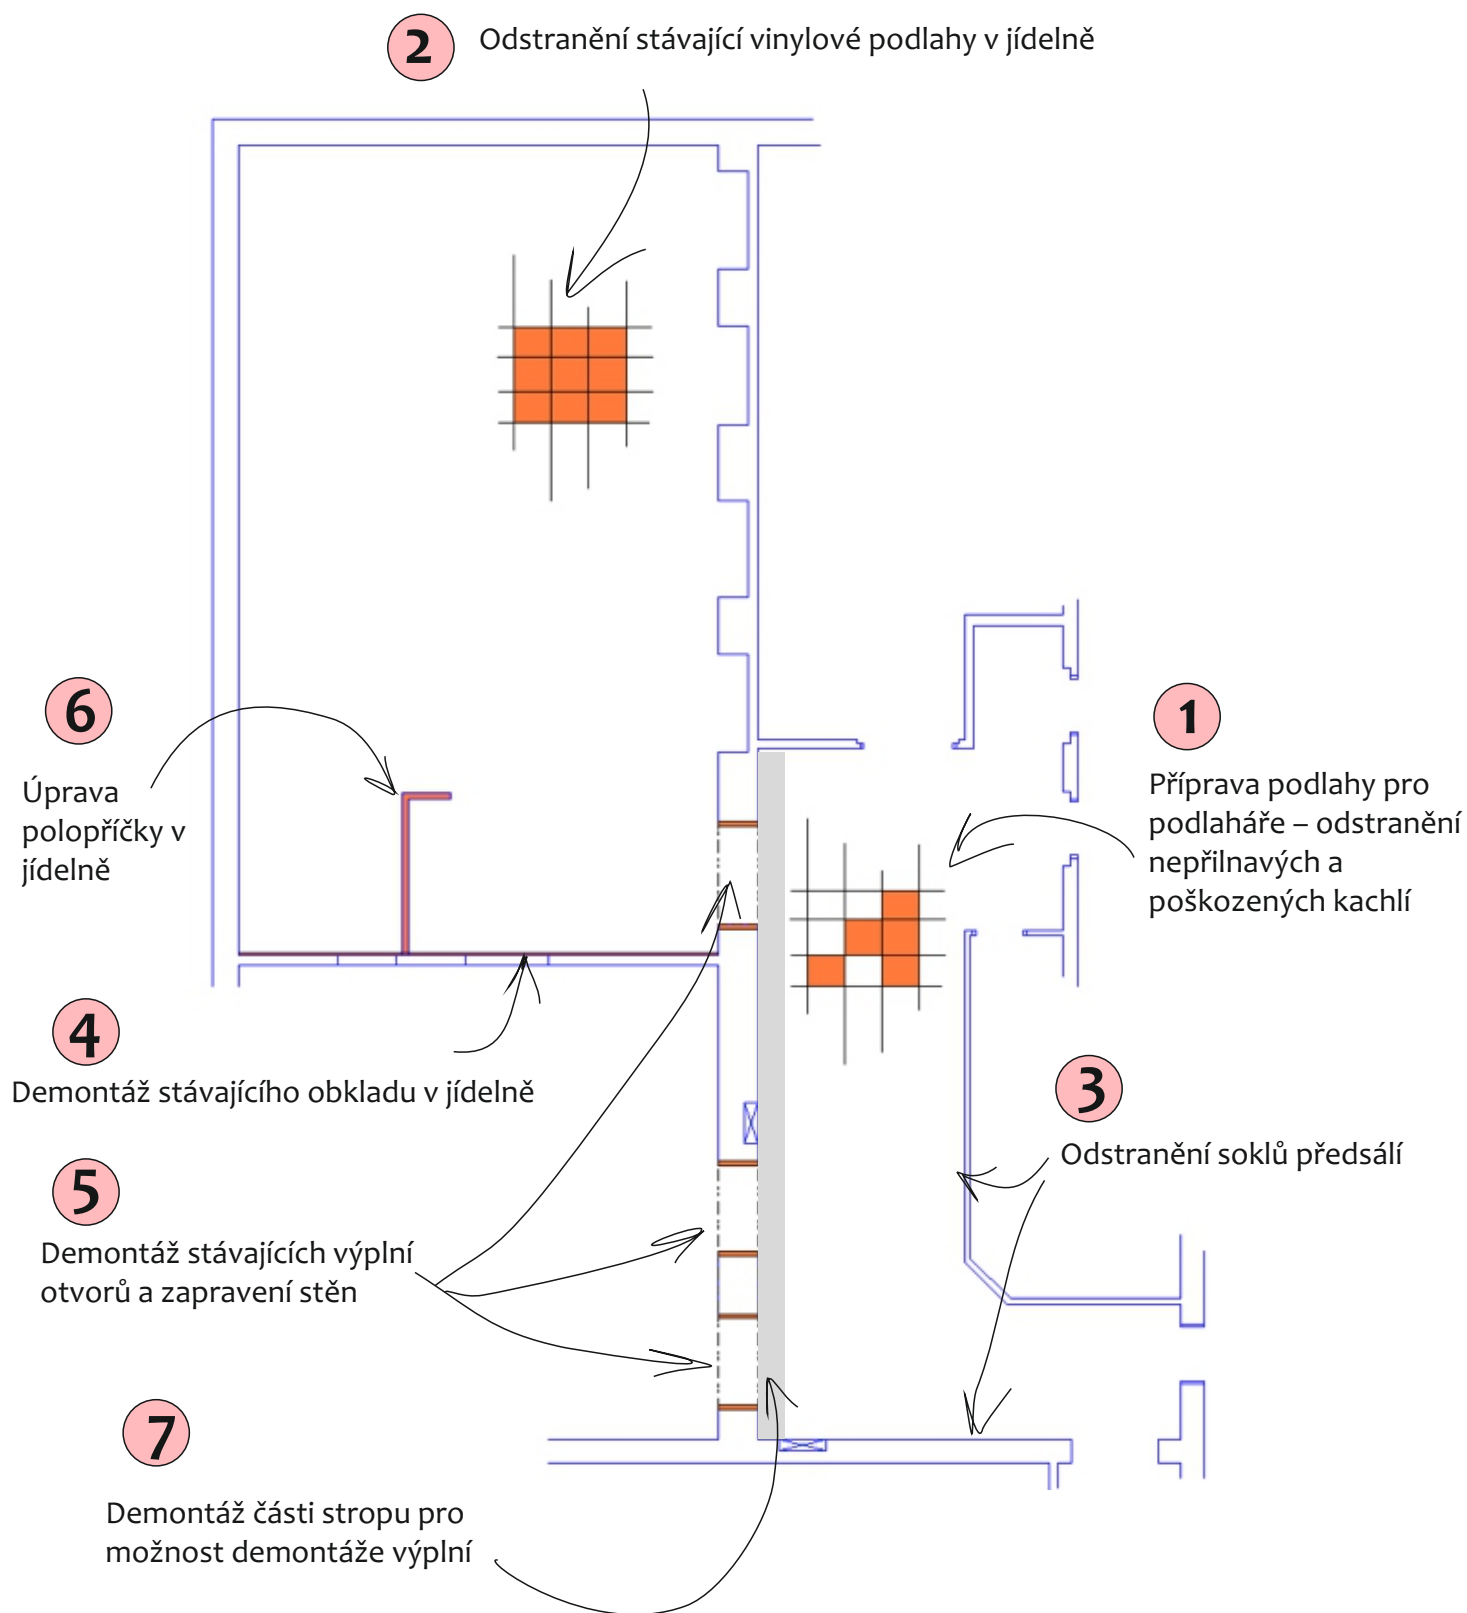 2
Odstranění stávající vinylové podlahy v jídelně
6
Úprava
polopříčky v
jídelně
1
Příprava podlahy pro
podlaháře – odstranění
nepřilnavých a
poškozených kachlí
4
Demontáž stávajícího obkladu v jídelně
3
Odstranění soklů předsálí
5
Demontáž stávajících výplní
otvorů a zapravení stěn
7
Demontáž části stropu pro
možnost demontáže výplní